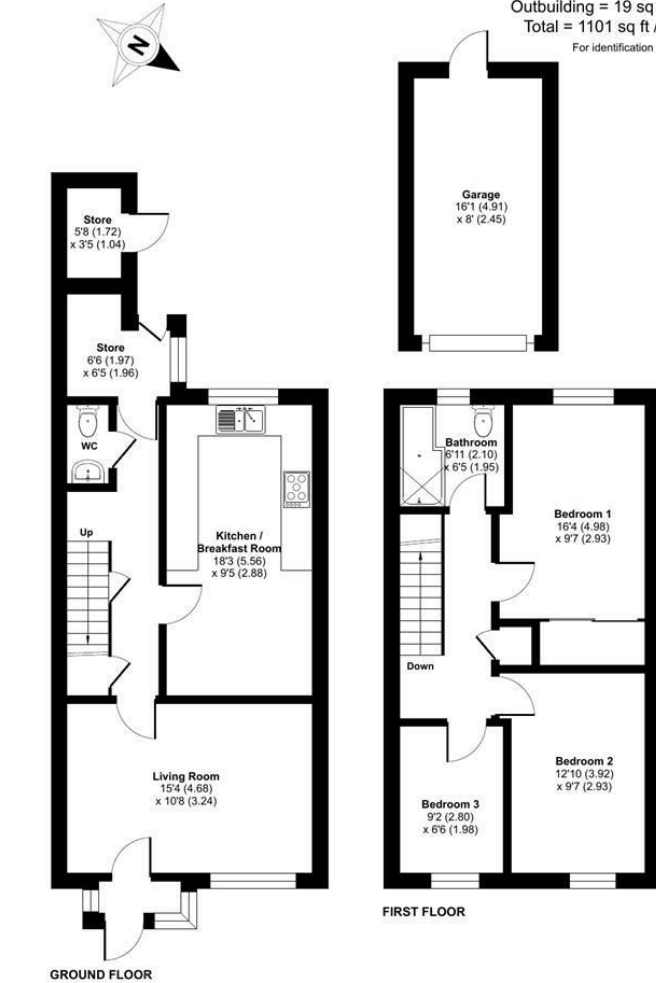 Outbuilding = 19 sq
Total = 1101 sq ft /
For identification
N
Garage
16'1 (4.91)
x 8' (2.45)
Store
5'8 (1.72)
x 3'5 (1.04)
Store
6'6 (1.97)
x 6'5 (1.96)
WC
Up
Kitchen /
Breakfast Room
18'3 (5.56)
x 9'5 (2.88)
Living Room
15'4 (4.68)
x 10'8 (3.24)
GROUND FLOOR
Bathroom
6'11 (2.10)
x 6'5 (1.95)
Bedroom 1
16'4 (4.98)
x 9'7 (2.93)
Down
Bedroom 2
12'10 (3.92)
x 9'7 (2.93)
Bedroom 3
9'2 (2.80)
x 6'6 (1.98)
FIRST FLOOR